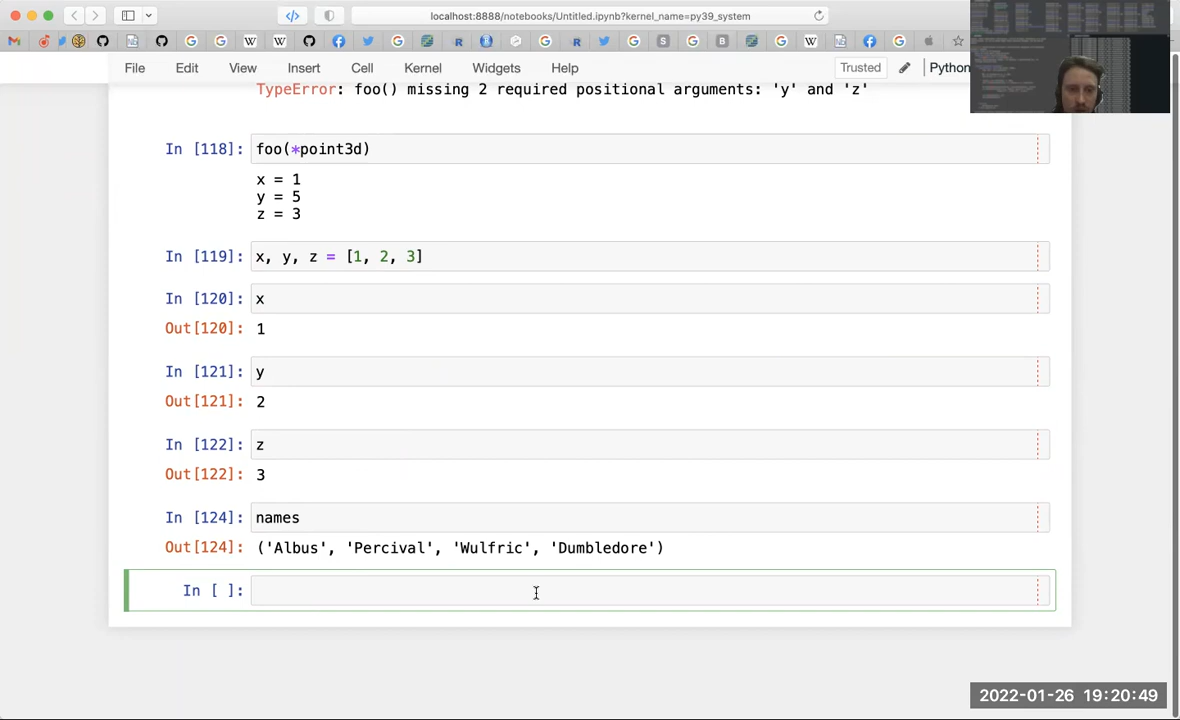 localhost:8888/notebooks/Untitled.ipynb?kernel_name=py39_system
File Edit View Insert Cell Kernel Widgets Help Trusted Python
TypeError: foo() missing 2 required positional arguments: 'y' and 'z'
In [118]: foo(*point3d)
x = 1
y = 5
z = 3
In [119]: x, y, z = [1, 2, 3]
In [120]: x
Out[120]: 1
In [121]: y
Out[121]: 2
In [122]: z
Out[122]: 3
In [124]: names
Out[124]: ('Albus', 'Percival', 'Wulfric', 'Dumbledore')
In [ ]:
2022-01-26 19:20:49